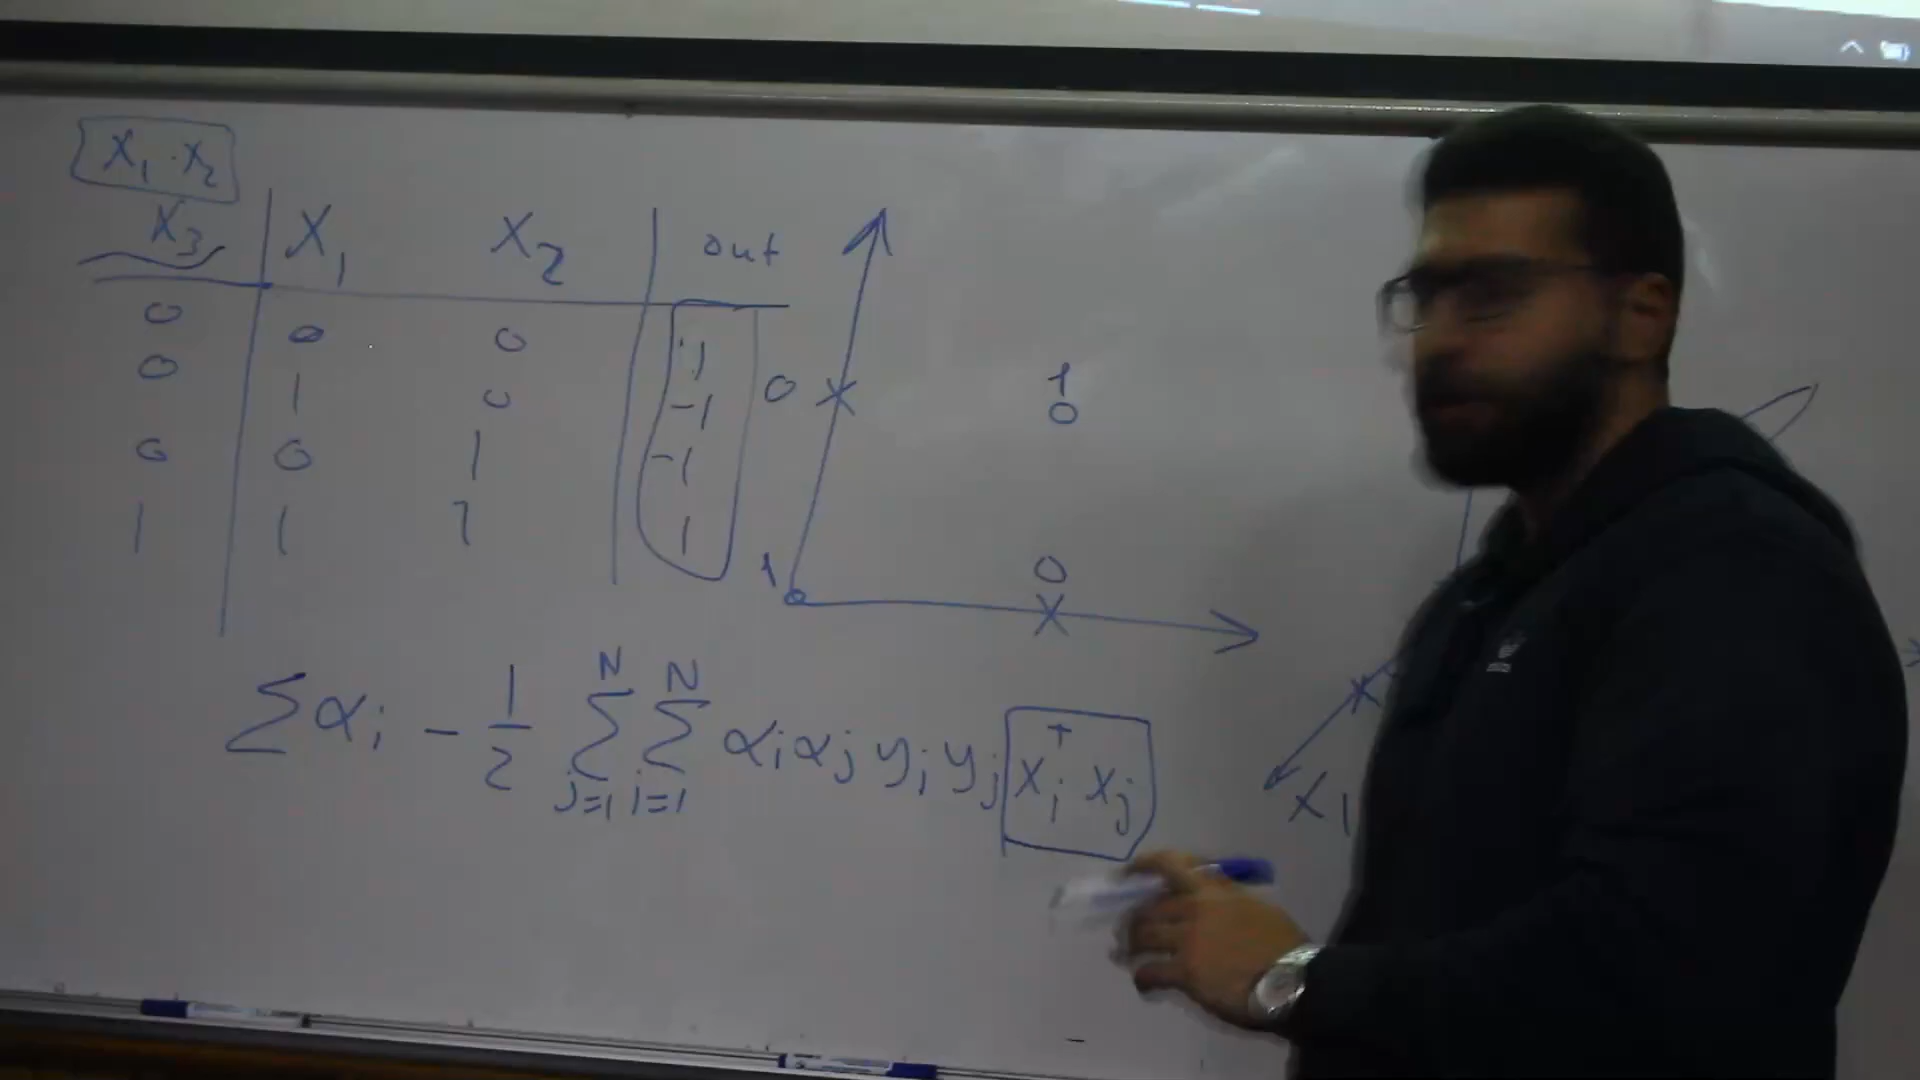 X₁ · X₂
X₃ X₁ X₂ out
0 0 0 1
0 1 0 -1
0 0 1 -1
1 1 1 1
0 1
0
0
1
Σ αᵢ - 1/2 Σ_{j=1}^{N} Σ_{i=1}^{N} αᵢ αⱼ yᵢ yⱼ xᵢ⁺ xⱼ
X₁